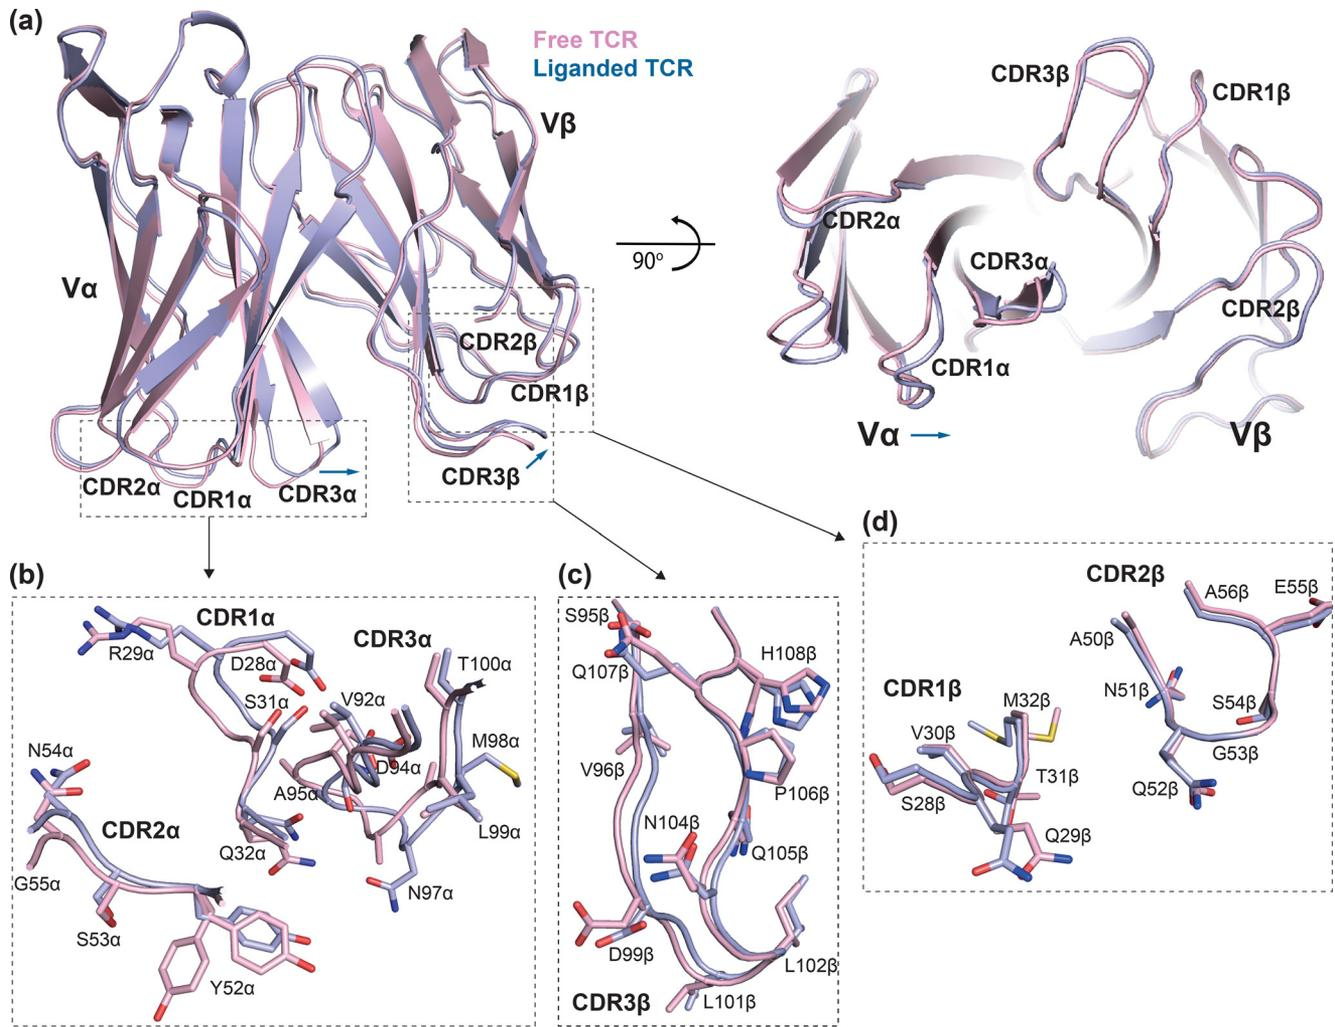 (a)
Free TCR
Liganded TCR
Vβ
Vα
CDR2β
CDR1β
CDR3β
CDR2α
CDR1α
CDR3α
90º
CDR3β
CDR1β
CDR2α
CDR3α
CDR2β
CDR1α
Vα
Vβ
(b)
CDR1α
R29α
D28α
CDR3α
T100α
S31α
V92α
N54α
M98α
D94α
A95α
CDR2α
L99α
Q32α
G55α
N97α
S53α
Y52α
(c)
S95β
H108β
Q107β
V96β
P106β
N104β
Q105β
D99β
L102β
CDR3β
L101β
(d)
CDR2β
A56β
E55β
A50β
N51β
CDR1β
M32β
S54β
V30β
G53β
T31β
Q52β
S28β
Q29β